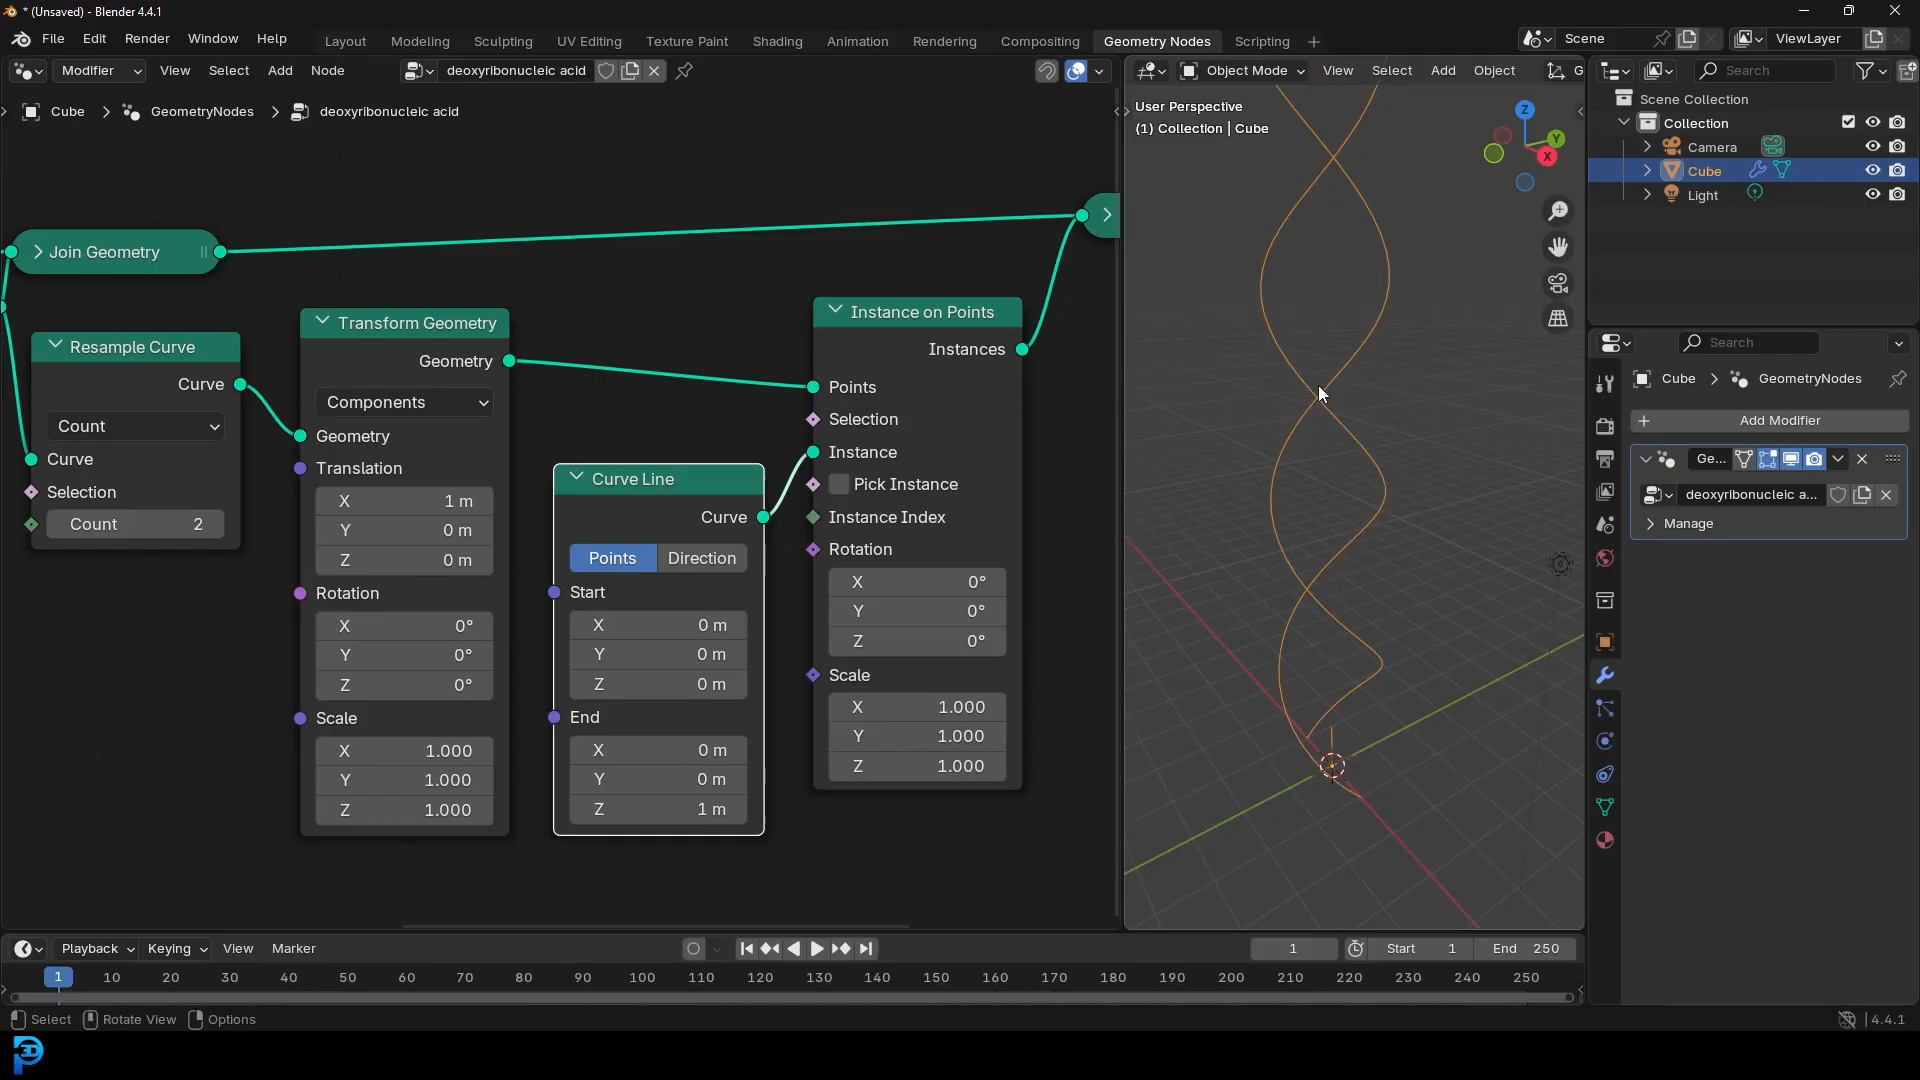 * (Unsaved) - Blender 4.4.1
File Edit Render Window Help
Layout Modeling Sculpting UV Editing Texture Paint Shading Animation Rendering Compositing Geometry Nodes Scripting
Scene
ViewLayer
Modifier View Select Add Node
deoxyribonucleic acid
Object Mode View Select Add Object
G
Search
Cube GeometryNodes deoxyribonucleic acid
User Perspective
(1) Collection | Cube
Z
Y
X
Scene Collection
Collection
Camera
Cube
Light
Join Geometry
Resample Curve
Curve
Count
Curve
Selection
Count 2
Transform Geometry
Geometry
Components
Geometry
Translation
X 1 m
Y 0 m
Z 0 m
Rotation
X 0°
Y 0°
Z 0°
Scale
X 1.000
Y 1.000
Z 1.000
Curve Line
Curve
Points Direction
Start
X 0 m
Y 0 m
Z 0 m
End
X 0 m
Y 0 m
Z 1 m
Instance on Points
Instances
Points
Selection
Instance
Pick Instance
Instance Index
Rotation
X 0°
Y 0°
Z 0°
Scale
X 1.000
Y 1.000
Z 1.000
Search
Cube GeometryNodes
Add Modifier
Ge...
deoxyribonucleic a...
Manage
Playback Keying View Marker
1
Start 1
End 250
1 10 20 30 40 50 60 70 80 90 100 110 120 130 140 150 160 170 180 190 200 210 220 230 240 250
Select Rotate View Options
4.4.1
3D